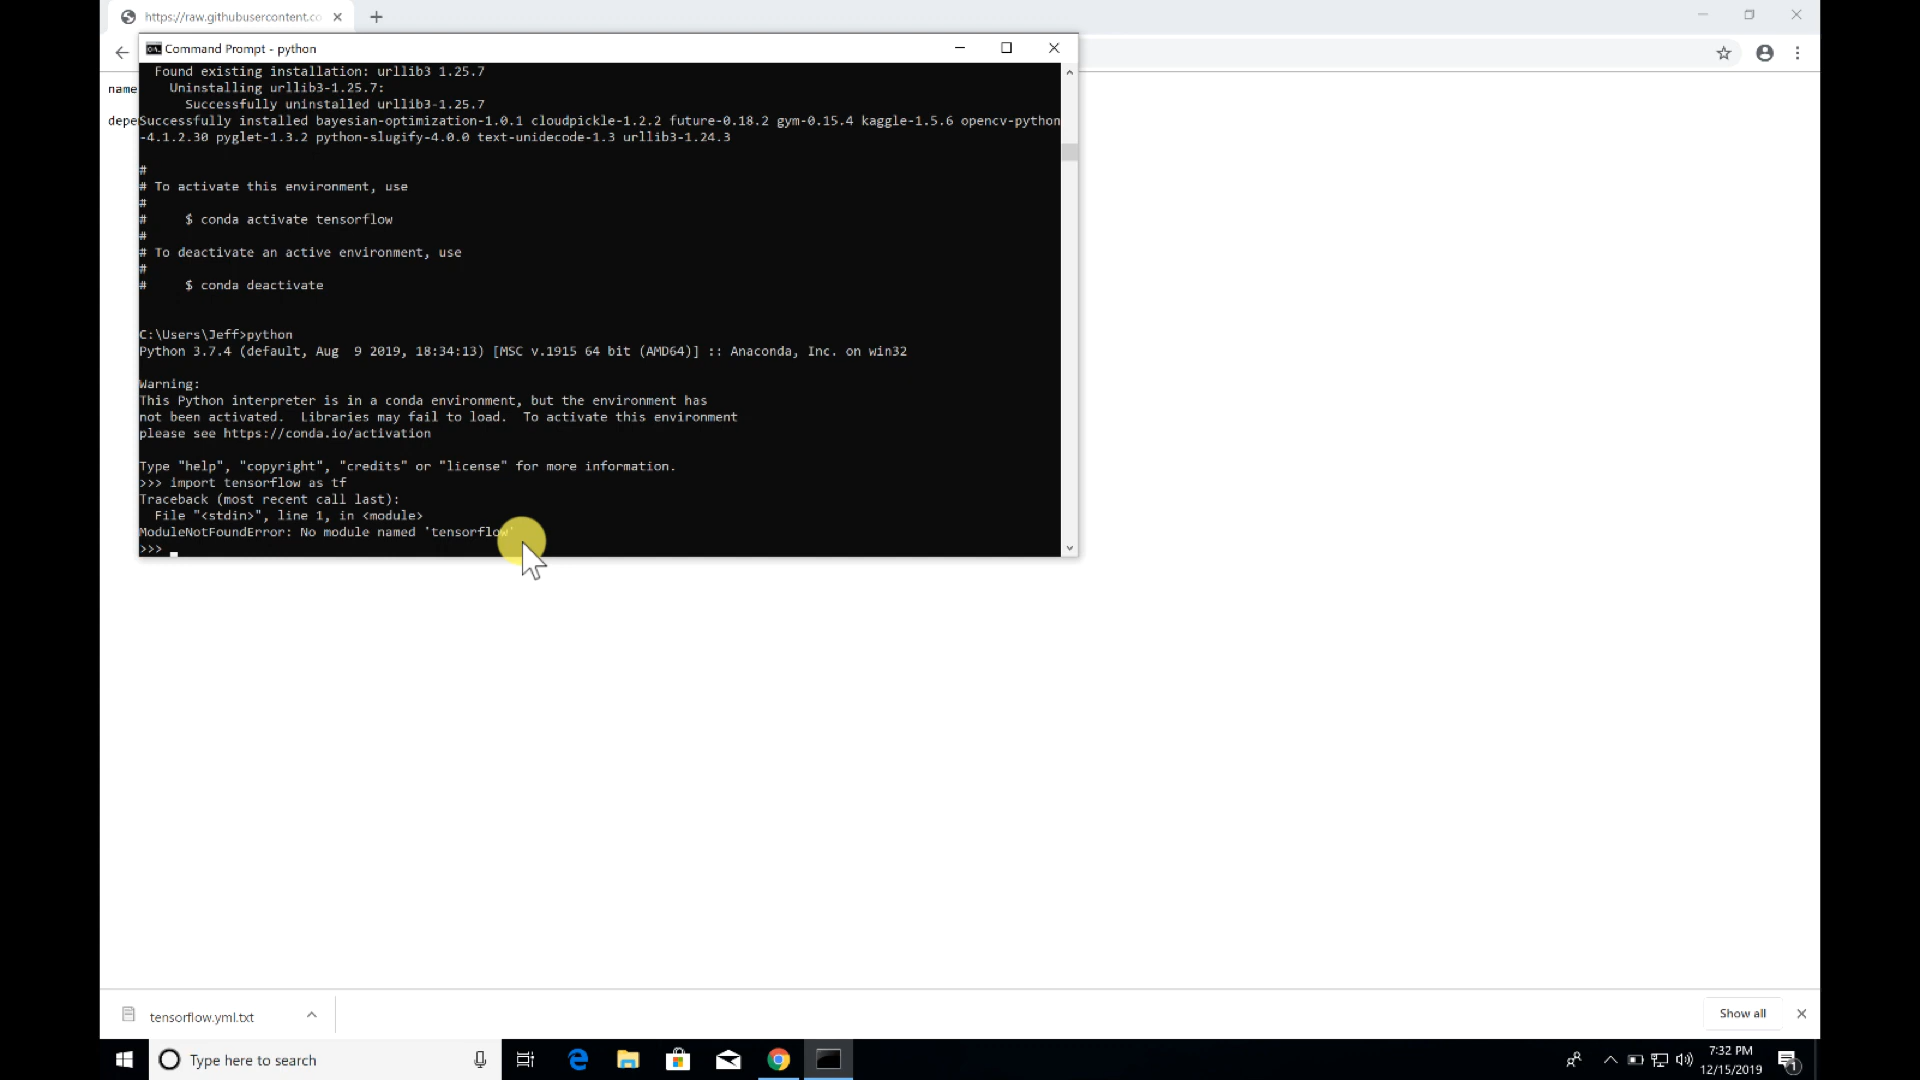 https://raw.githubusercontent.co
Command Prompt - python
name
depe
Found existing installation: urllib3 1.25.7
Uninstalling urllib3-1.25.7:
Successfully uninstalled urllib3-1.25.7
Successfully installed bayesian-optimization-1.0.1 cloudpickle-1.2.2 future-0.18.2 gym-0.15.4 kaggle-1.5.6 opencv-python
-4.1.2.30 pyglet-1.3.2 python-slugify-4.0.0 text-unidecode-1.3 urllib3-1.24.3
#
# To activate this environment, use
#
#     $ conda activate tensorflow
#
# To deactivate an active environment, use
#
#     $ conda deactivate
C:\Users\Jeff>python
Python 3.7.4 (default, Aug  9 2019, 18:34:13) [MSC v.1915 64 bit (AMD64)] :: Anaconda, Inc. on win32
Warning:
This Python interpreter is in a conda environment, but the environment has
not been activated.  Libraries may fail to load.  To activate this environment
please see https://conda.io/activation
Type "help", "copyright", "credits" or "license" for more information.
>>> import tensorflow as tf
Traceback (most recent call last):
File "<stdin>", line 1, in <module>
ModuleNotFoundError: No module named 'tensorflow'
>>>
tensorflow.yml.txt
Show all
Type here to search
7:32 PM
12/15/2019
1